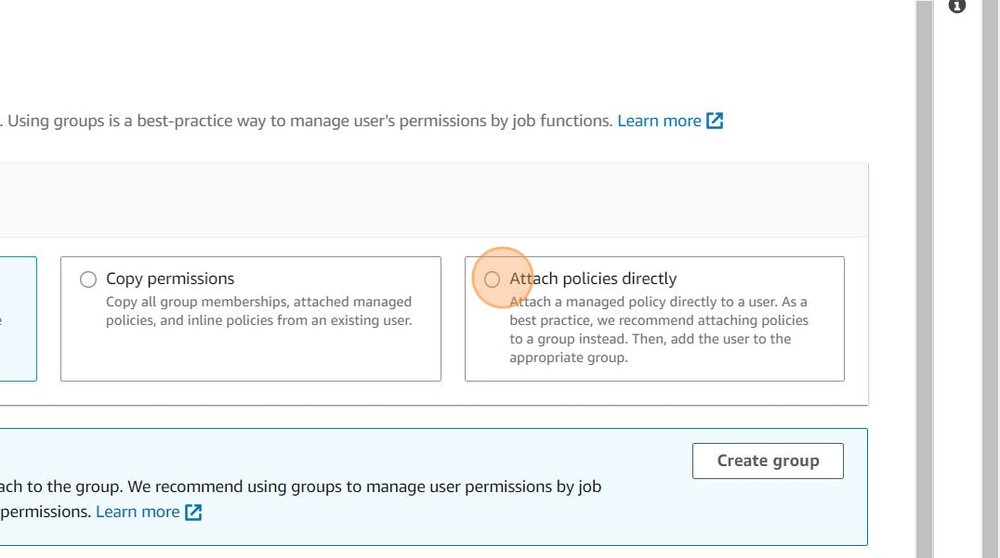 . Using groups is a best-practice way to manage user's permissions by job functions. Learn more
Copy permissions
Copy all group memberships, attached managed
policies, and inline policies from an existing user.
Attach policies directly
Attach a managed policy directly to a user. As a
best practice, we recommend attaching policies
to a group instead. Then, add the user to the
appropriate group.
Create group
ach to the group. We recommend using groups to manage user permissions by job
permissions. Learn more